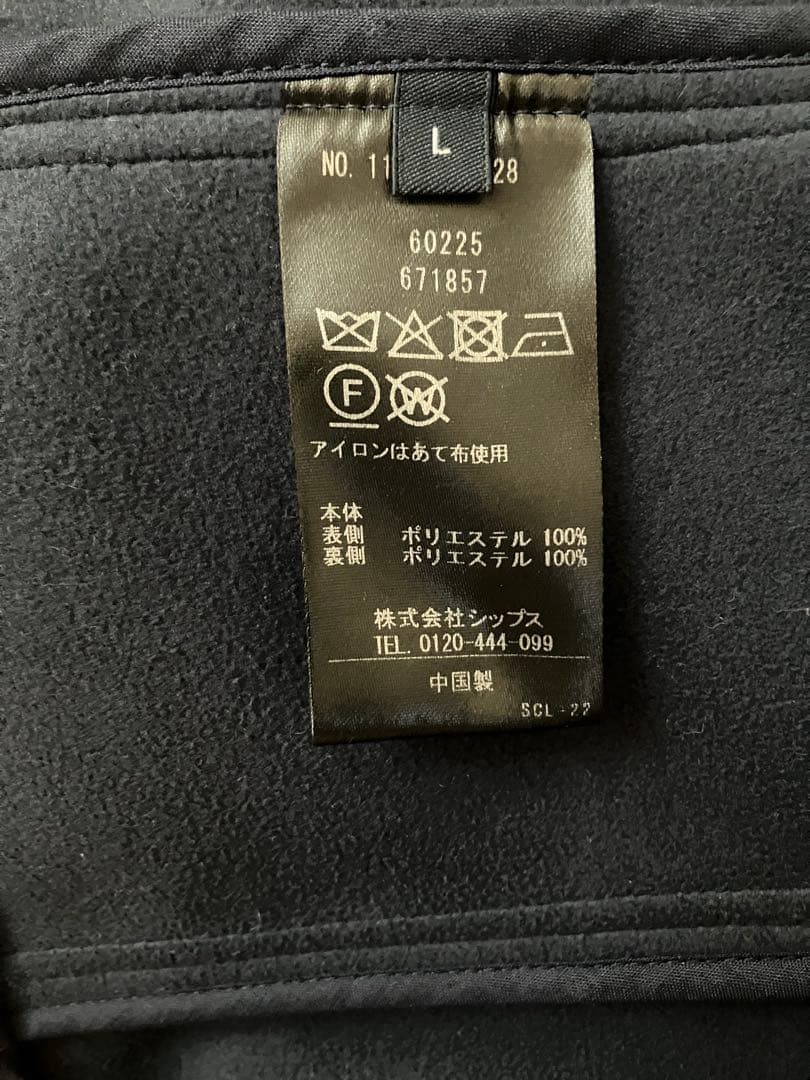 L
NO. 11 28
60225
671857
F W
アイロンはあて布使用
本体
表側 ポリエステル 100%
裏側 ポリエステル 100%
株式会社シップス
TEL. 0120-444-099
中国製
SCL-22